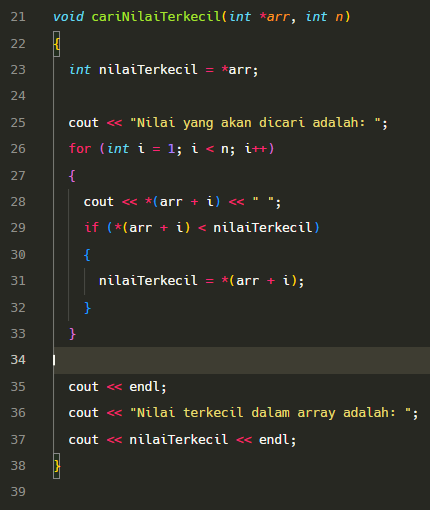 21 void cariNilaiTerkecil(int *arr, int n)
22 {
23   int nilaiTerkecil = *arr;
24
25   cout << "Nilai yang akan dicari adalah: ";
26   for (int i = 1; i < n; i++)
27   {
28     cout << *(arr + i) << " ";
29     if (*(arr + i) < nilaiTerkecil)
30     {
31       nilaiTerkecil = *(arr + i);
32     }
33   }
34
35   cout << endl;
36   cout << "Nilai terkecil dalam array adalah: ";
37   cout << nilaiTerkecil << endl;
38 }
39